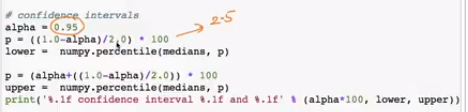 # confidence intervals
alpha = 0.95
p = ((1.0-alpha)/2.0) * 100
2.5
lower =  numpy.percentile(medians, p)
p = (alpha+((1.0-alpha)/2.0)) * 100
upper =  numpy.percentile(medians, p)
print('%.1f confidence interval %.1f and %.1f' % (alpha*100, lower, upper))